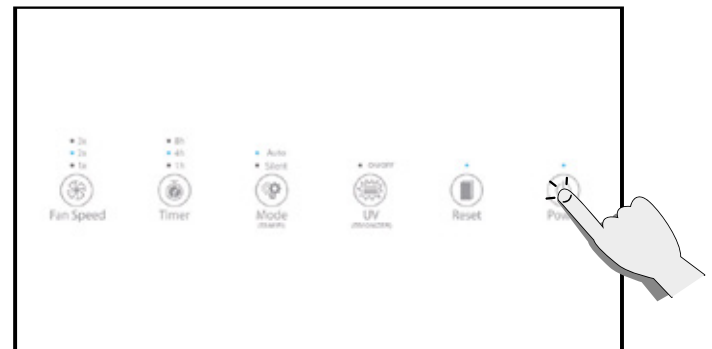 3x
2x
1x
Fan Speed
8h
4h
1h
Timer
Auto
Silent
Mode
ON/OFF
UV
Reset
Pow